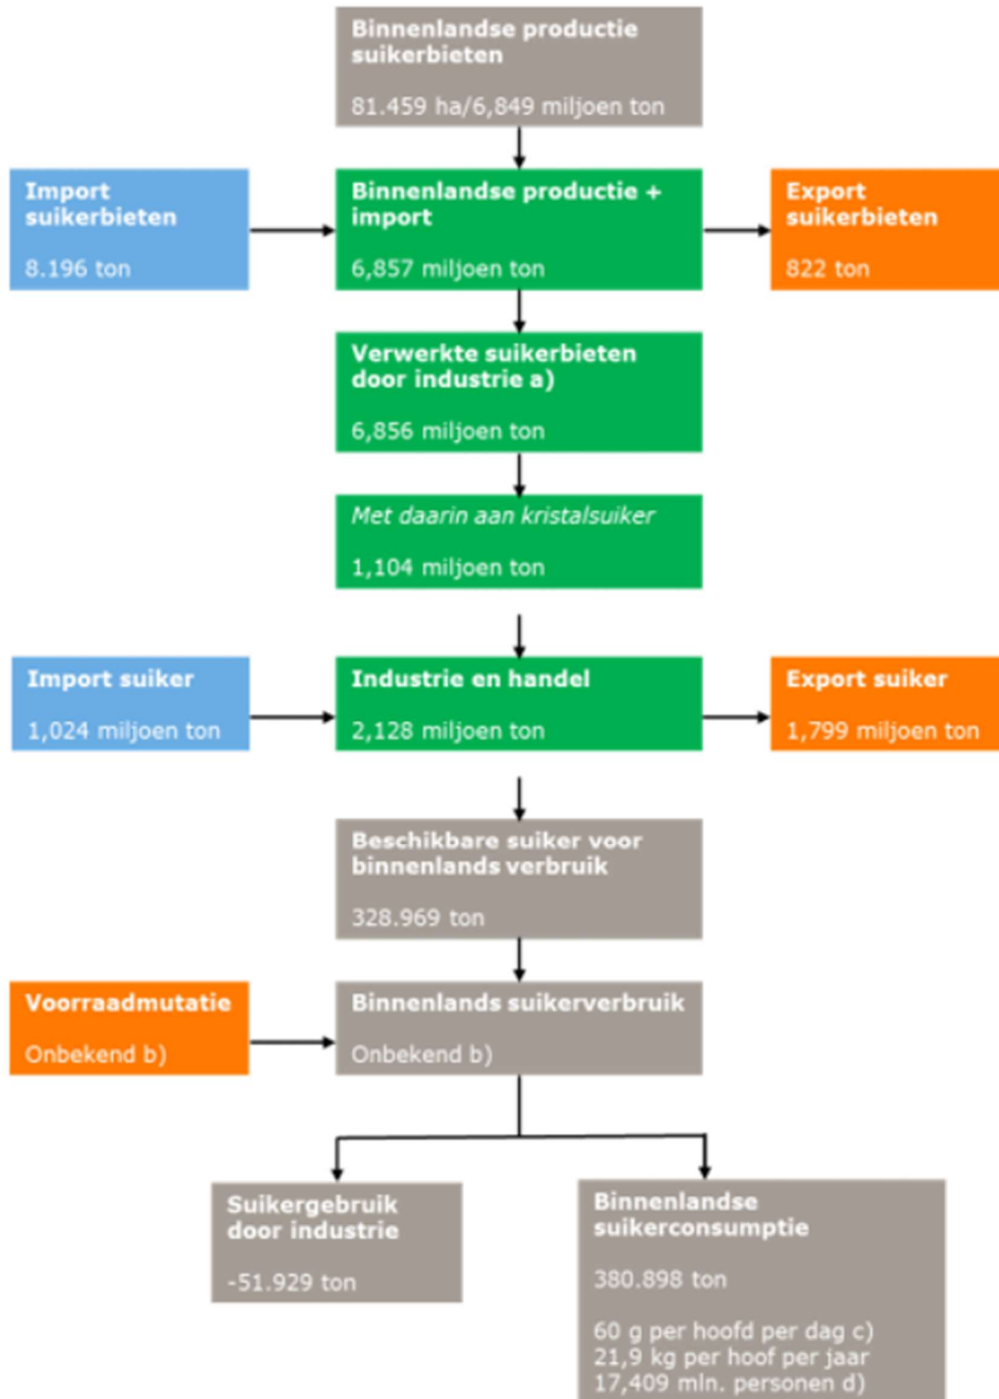 Binnenlandse productie
suikerbieten
81.459 ha/6,849 miljoen ton
Import
suikerbieten
8.196 ton
Binnenlandse productie +
import
6,857 miljoen ton
Export
suikerbieten
822 ton
Verwerkte suikerbieten
door industrie a)
6,856 miljoen ton
Met daarin aan kristalsuiker
1,104 miljoen ton
Import suiker
1,024 miljoen ton
Industrie en handel
2,128 miljoen ton
Export suiker
1,799 miljoen ton
Beschikbare suiker voor
binnenlands verbruik
328.969 ton
Voorraadmutatie
Onbekend b)
Binnenlands suikerverbruik
Onbekend b)
Suikergebruik
door industrie
-51.929 ton
Binnenlandse
suikerconsumptie
380.898 ton
60 g per hoofd per dag c)
21,9 kg per hoof per jaar
17,409 mln. personen d)